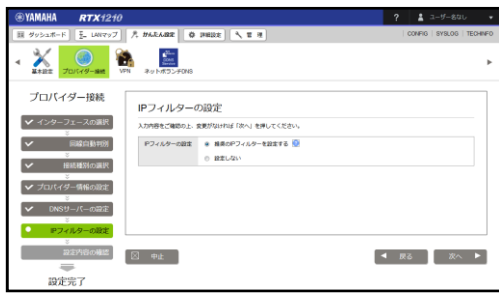 YAMAHA RTX1210
? ユーザー名なし
ダッシュボード LANマップ かんたん設定 詳細設定 管理 CONFIG SYSLOG TECHINFO
基本設定 プロバイダー接続 VPN ネットボランチDNS
プロバイダー接続
インターフェースの選択
回線自動判別
接続種別の選択
プロバイダー情報の設定
DNSサーバーの設定
IPフィルターの設定
設定内容の確認
設定完了
IPフィルターの設定
入力内容をご確認の上、変更がなければ「次へ」を押してください。
IPフィルターの設定 推奨のIPフィルターを設定する
設定しない
中止 戻る 次へ